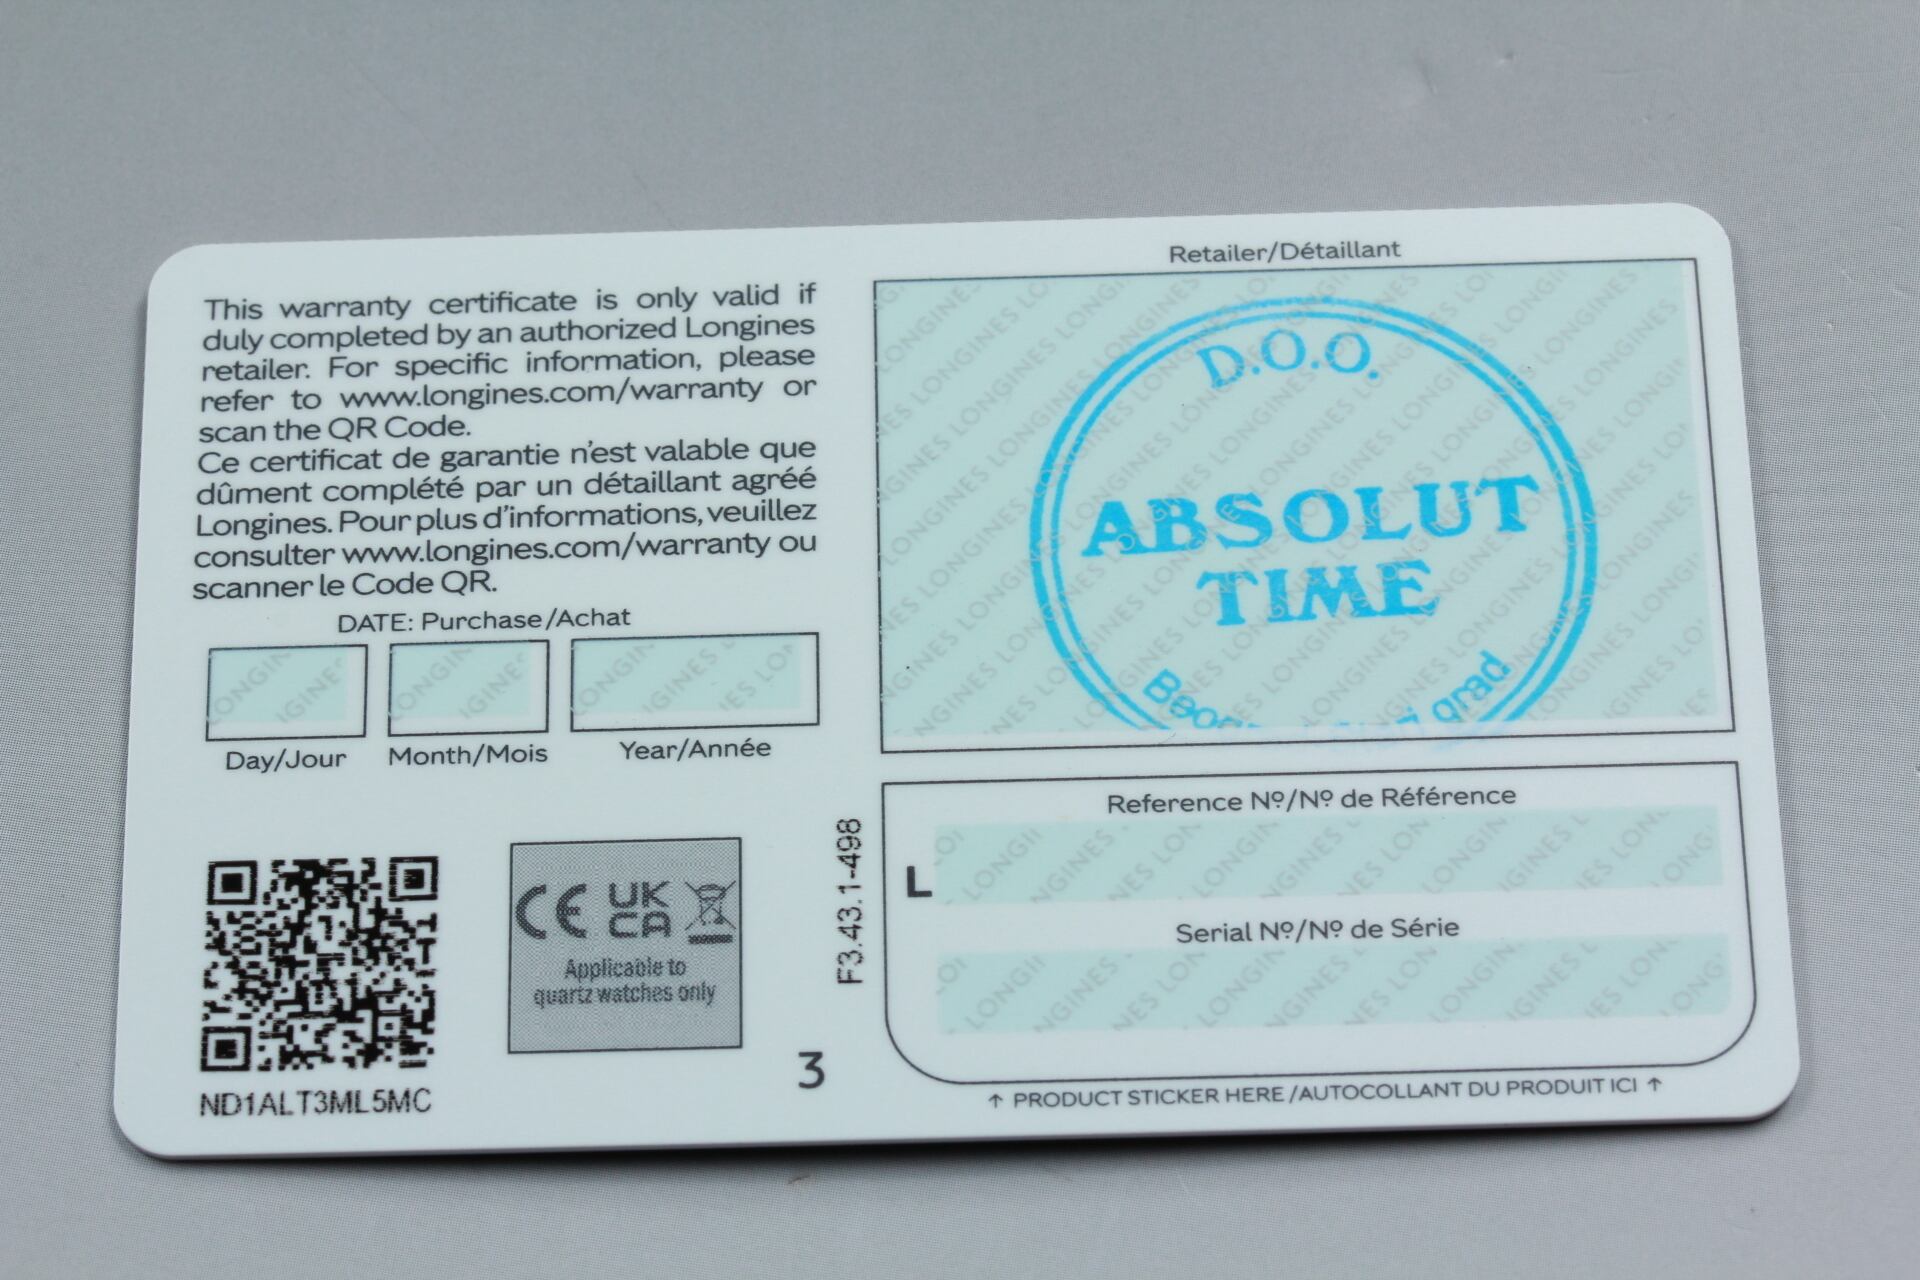 This warranty certificate is only valid if
duly completed by an authorized Longines
retailer. For specific information, please
refer to www.longines.com/warranty or
scan the QR Code.
Ce certificat de garantie n'est valable que
dûment complété par un détaillant agréé
Longines. Pour plus d'informations, veuillez
consulter www.longines.com/warranty ou
scanner le Code QR.
DATE: Purchase/Achat
Day/Jour
Month/Mois
Year/Année
ND1ALT3ML5MC
CE
UK
CA
Applicable to
quartz watches only
3
F3.43.1-498
Retailer/Détaillant
D.O.O.
ABSOLUT
TIME
Reference Nº/Nº de Référence
L
Serial Nº/Nº de Série
↑ PRODUCT STICKER HERE /AUTOCOLLANT DU PRODUIT ICI ↑